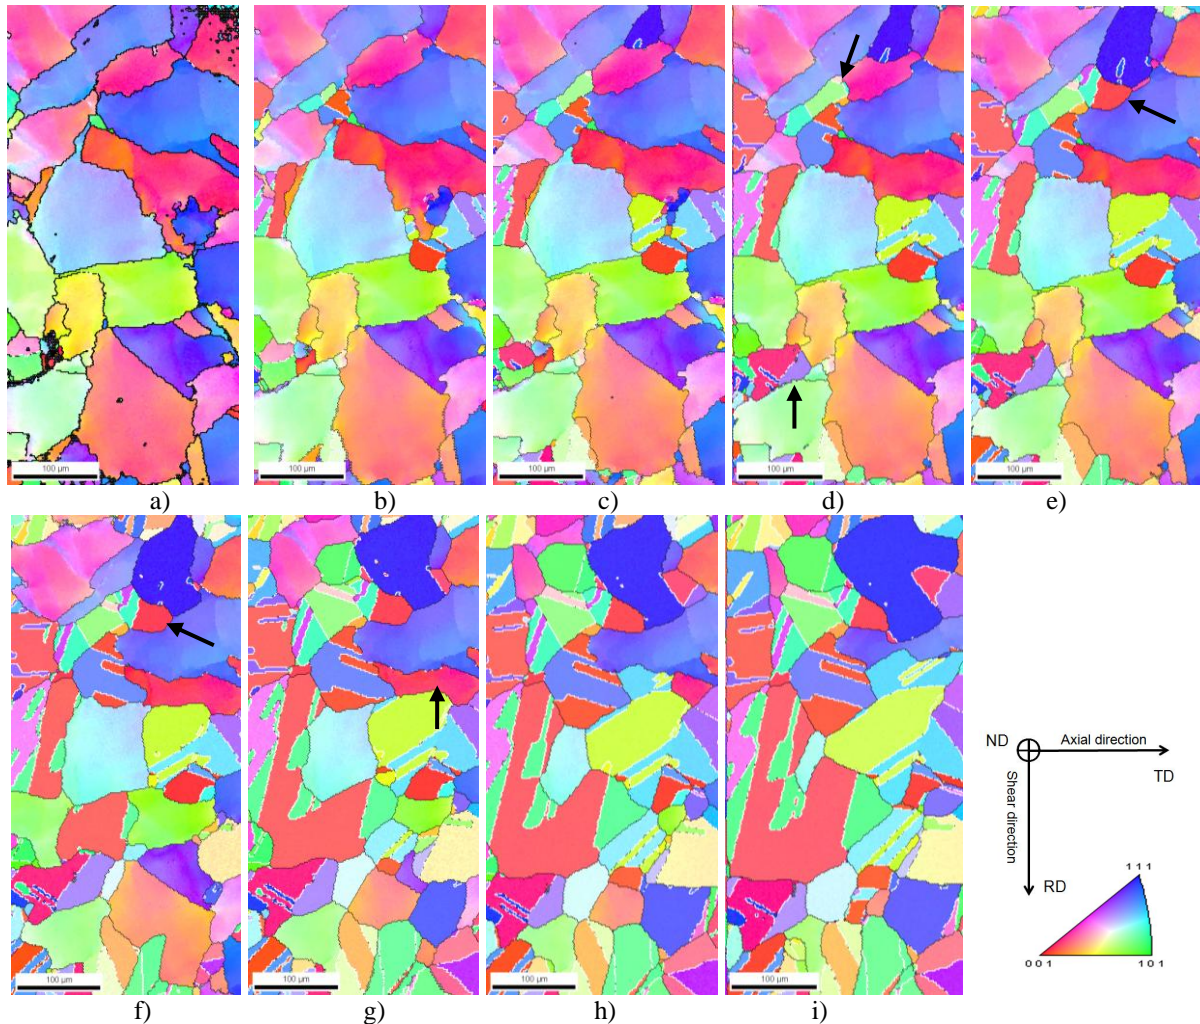 100 μm
100 μm
100 μm
100 μm
100 μm
a)
b)
c)
d)
e)
100 μm
100 μm
100 μm
100 μm
f)
g)
h)
i)
ND
Axial direction
TD
Shear direction
RD
1 1 1
0 0 1
1 0 1